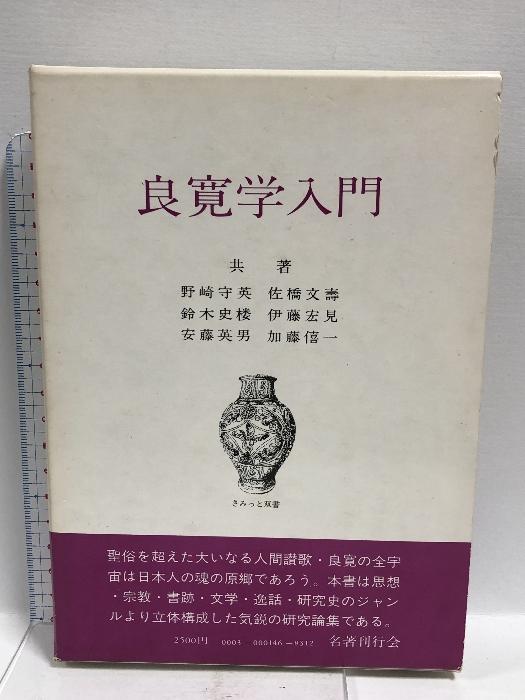 良寛学入門
共著
野崎守英 佐橋文壽
鈴木史楼 伊藤宏見
安藤英男 加藤僖一
さみっと双書
聖俗を超えた大いなる人間讃歌・良寛の全宇
宙は日本人の魂の原郷であろう。本書は思想
・宗教・書跡・文学・逸話・研究史のジャン
ルより立体構成した気鋭の研究論集である。
2500円 0003-000146-9312 名著刊行会